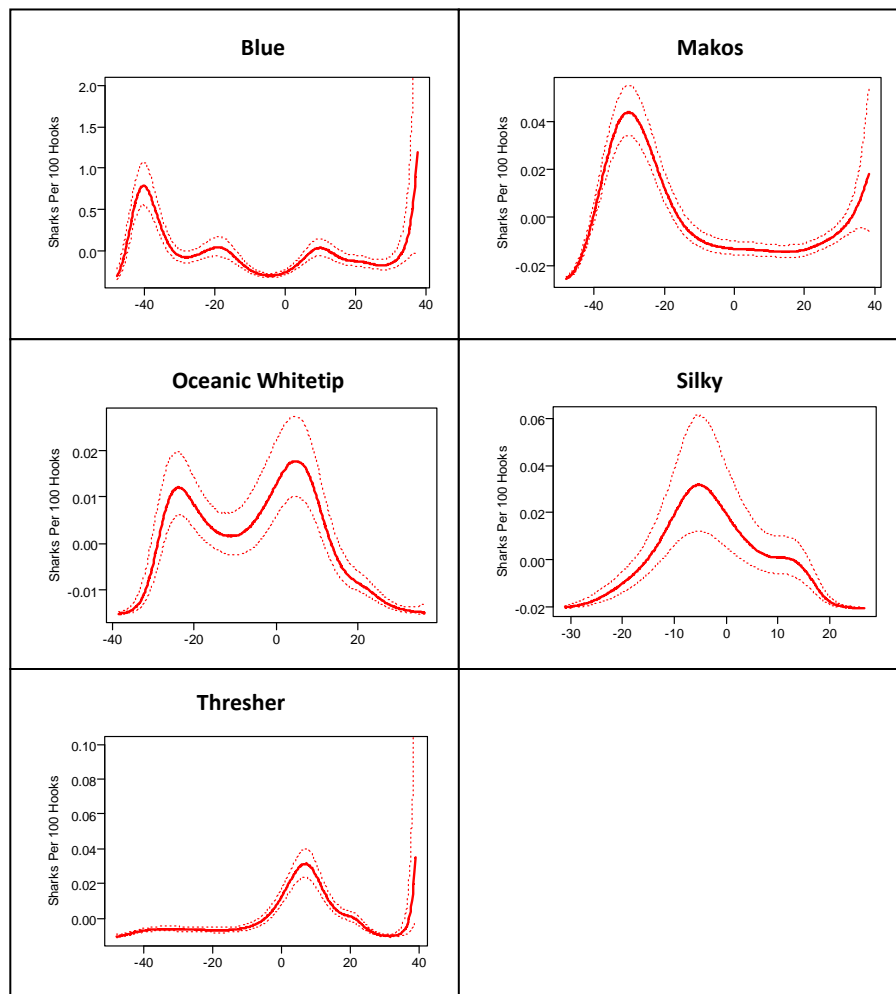 Blue
Sharks Per 100 Hooks
2.0
1.5
1.0
0.5
0.0
-40 -20 0 20 40
Makos
Sharks Per 100 Hooks
0.04
0.02
0.00
-0.02
-40 -20 0 20 40
Oceanic Whitetip
Sharks Per 100 Hooks
0.02
0.01
0.00
-0.01
-40 -20 0 20
Silky
Sharks Per 100 Hooks
0.06
0.04
0.02
0.00
-0.02
-30 -20 -10 0 10 20
Thresher
Sharks Per 100 Hooks
0.10
0.08
0.06
0.04
0.02
0.00
-40 -20 0 20 40